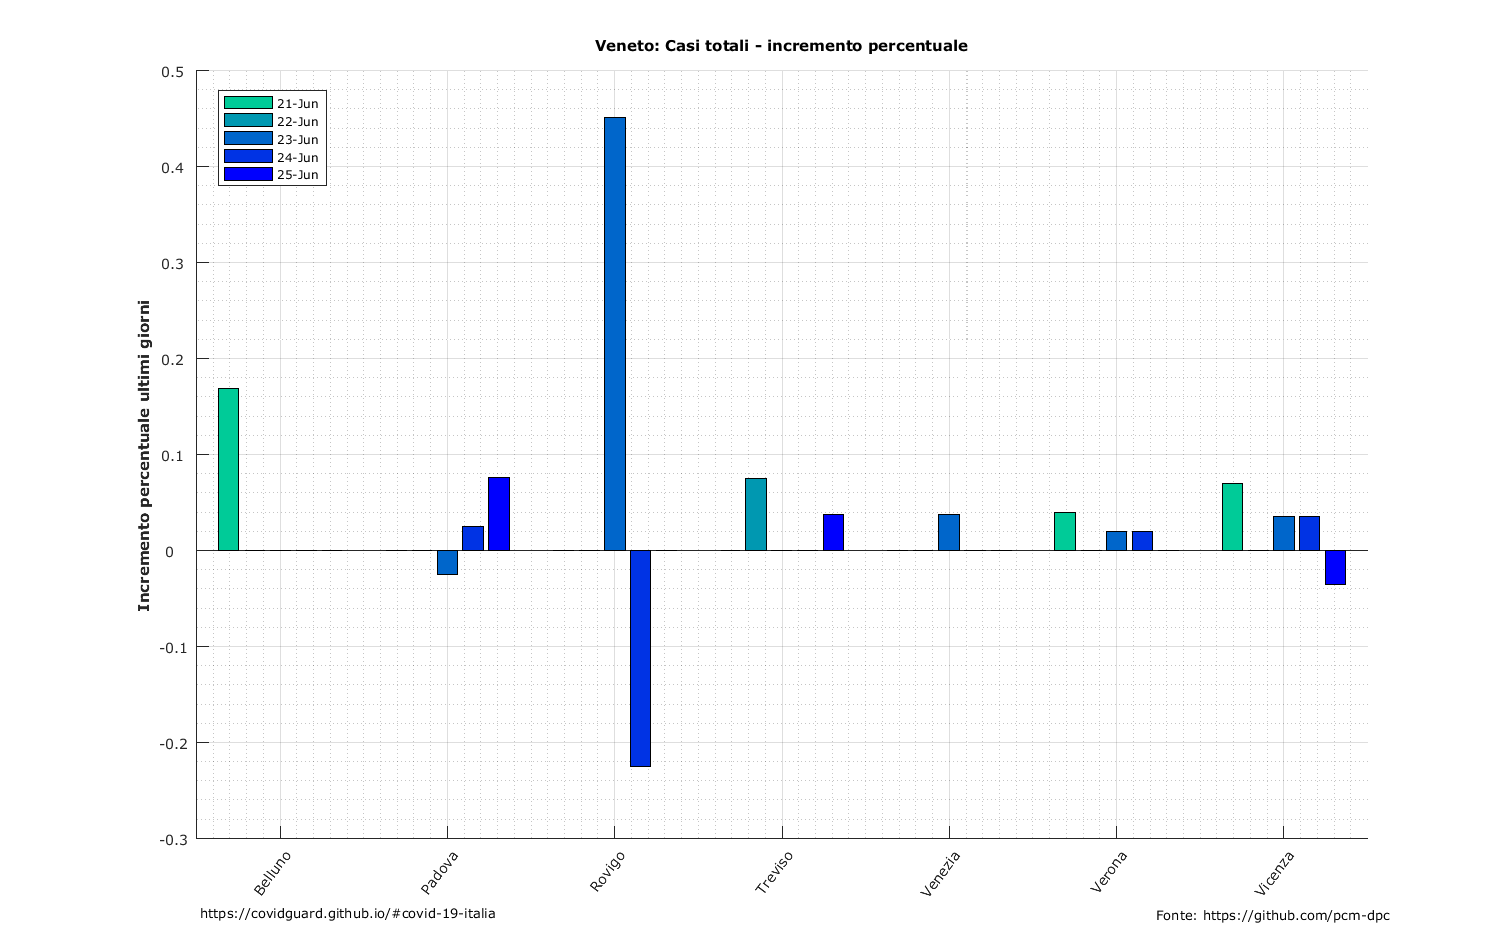 Veneto: Casi totali - incremento percentuale
Incremento percentuale ultimi giorni
0.5
0.4
0.3
0.2
0.1
0
-0.1
-0.2
-0.3
21-Jun
22-Jun
23-Jun
24-Jun
25-Jun
Belluno
Padova
Rovigo
Treviso
Venezia
Verona
Vicenza
https://covidguard.github.io/#covid-19-italia
Fonte: https://github.com/pcm-dpc